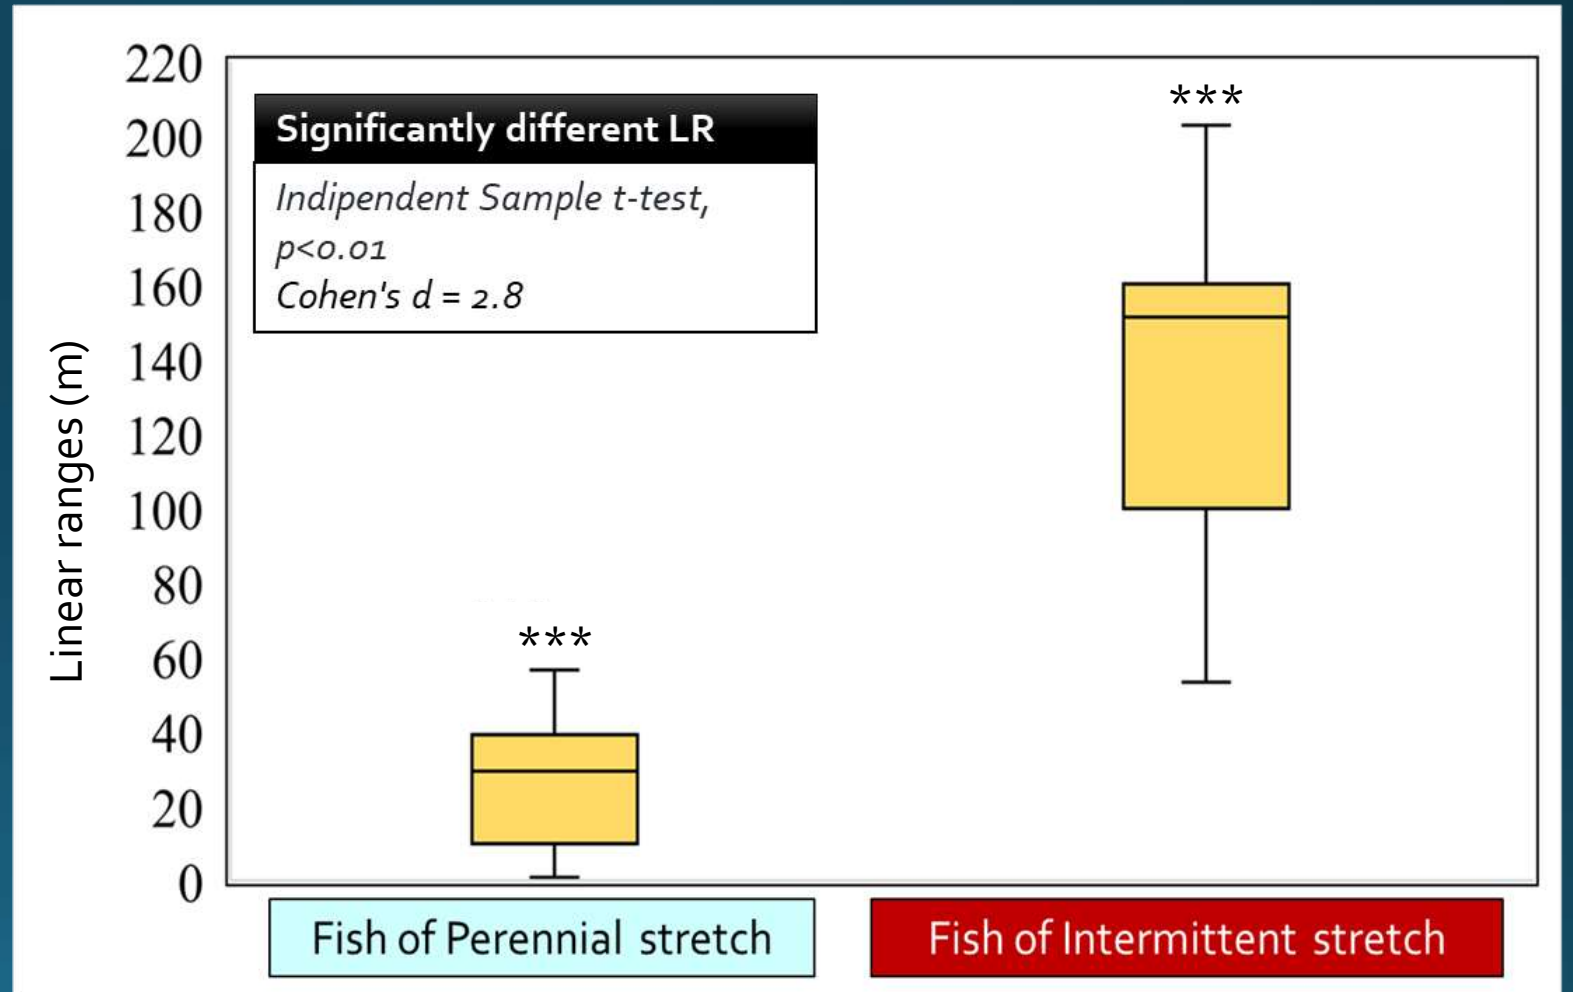 Linear ranges (m)
220
200
180
160
140
120
100
80
60
40
20
0
Significantly different LR
Indipendent Sample t-test,
p<0.01
Cohen's d = 2.8
***
***
Fish of Perennial stretch
Fish of Intermittent stretch